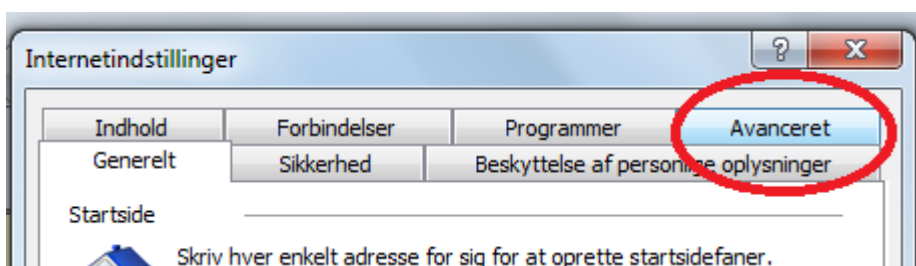 Internetindstillinger
Indhold Forbindelser Programmer Avanceret
Generelt Sikkerhed Beskyttelse af personlige oplysninger
Startside
Skriv hver enkelt adresse for sig for at oprette startsidefaner.